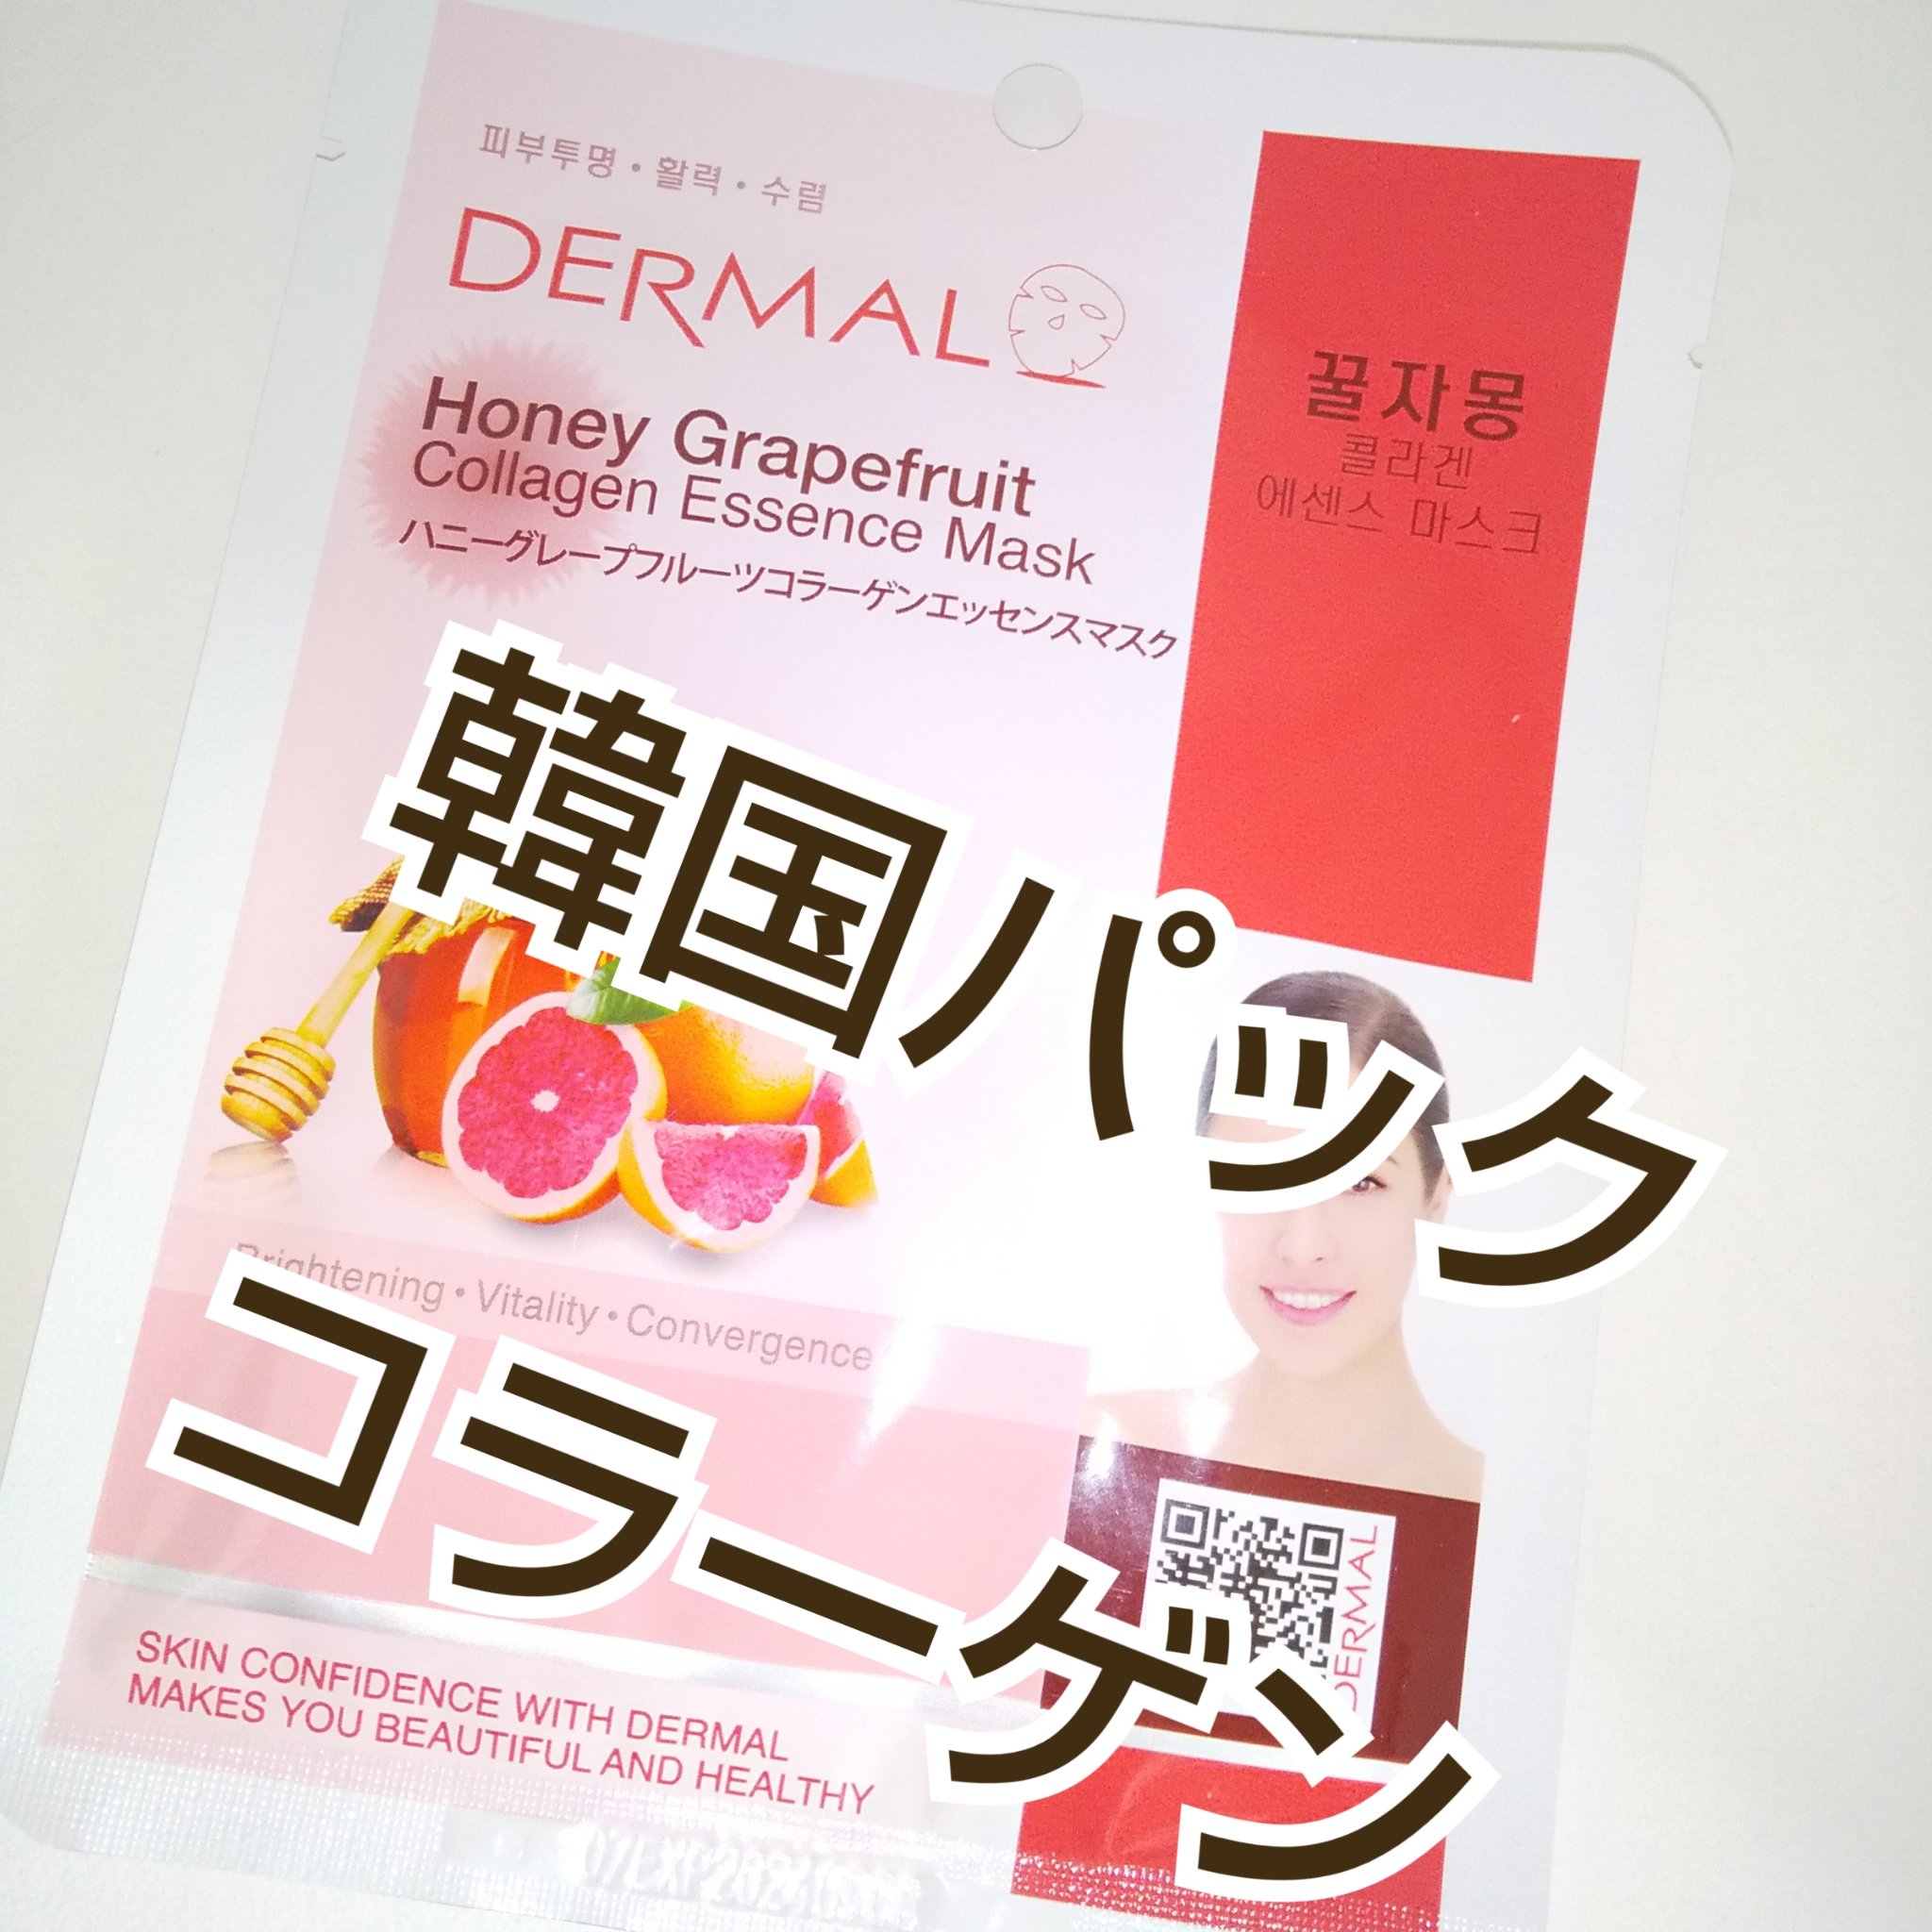 피부투명・활력・수렴
DERMAL
Honey Grapefruit
Collagen Essence Mask
ハニーグレープフルーツコラーゲンエッセンスマスク
꿀자몽
콜라겐
에센스 마스크
韓国パック
Brightening・Vitality・Convergence
コラーゲン
DERMAL
SKIN CONFIDENCE WITH DERMAL
MAKES YOU BEAUTIFUL AND HEALTHY